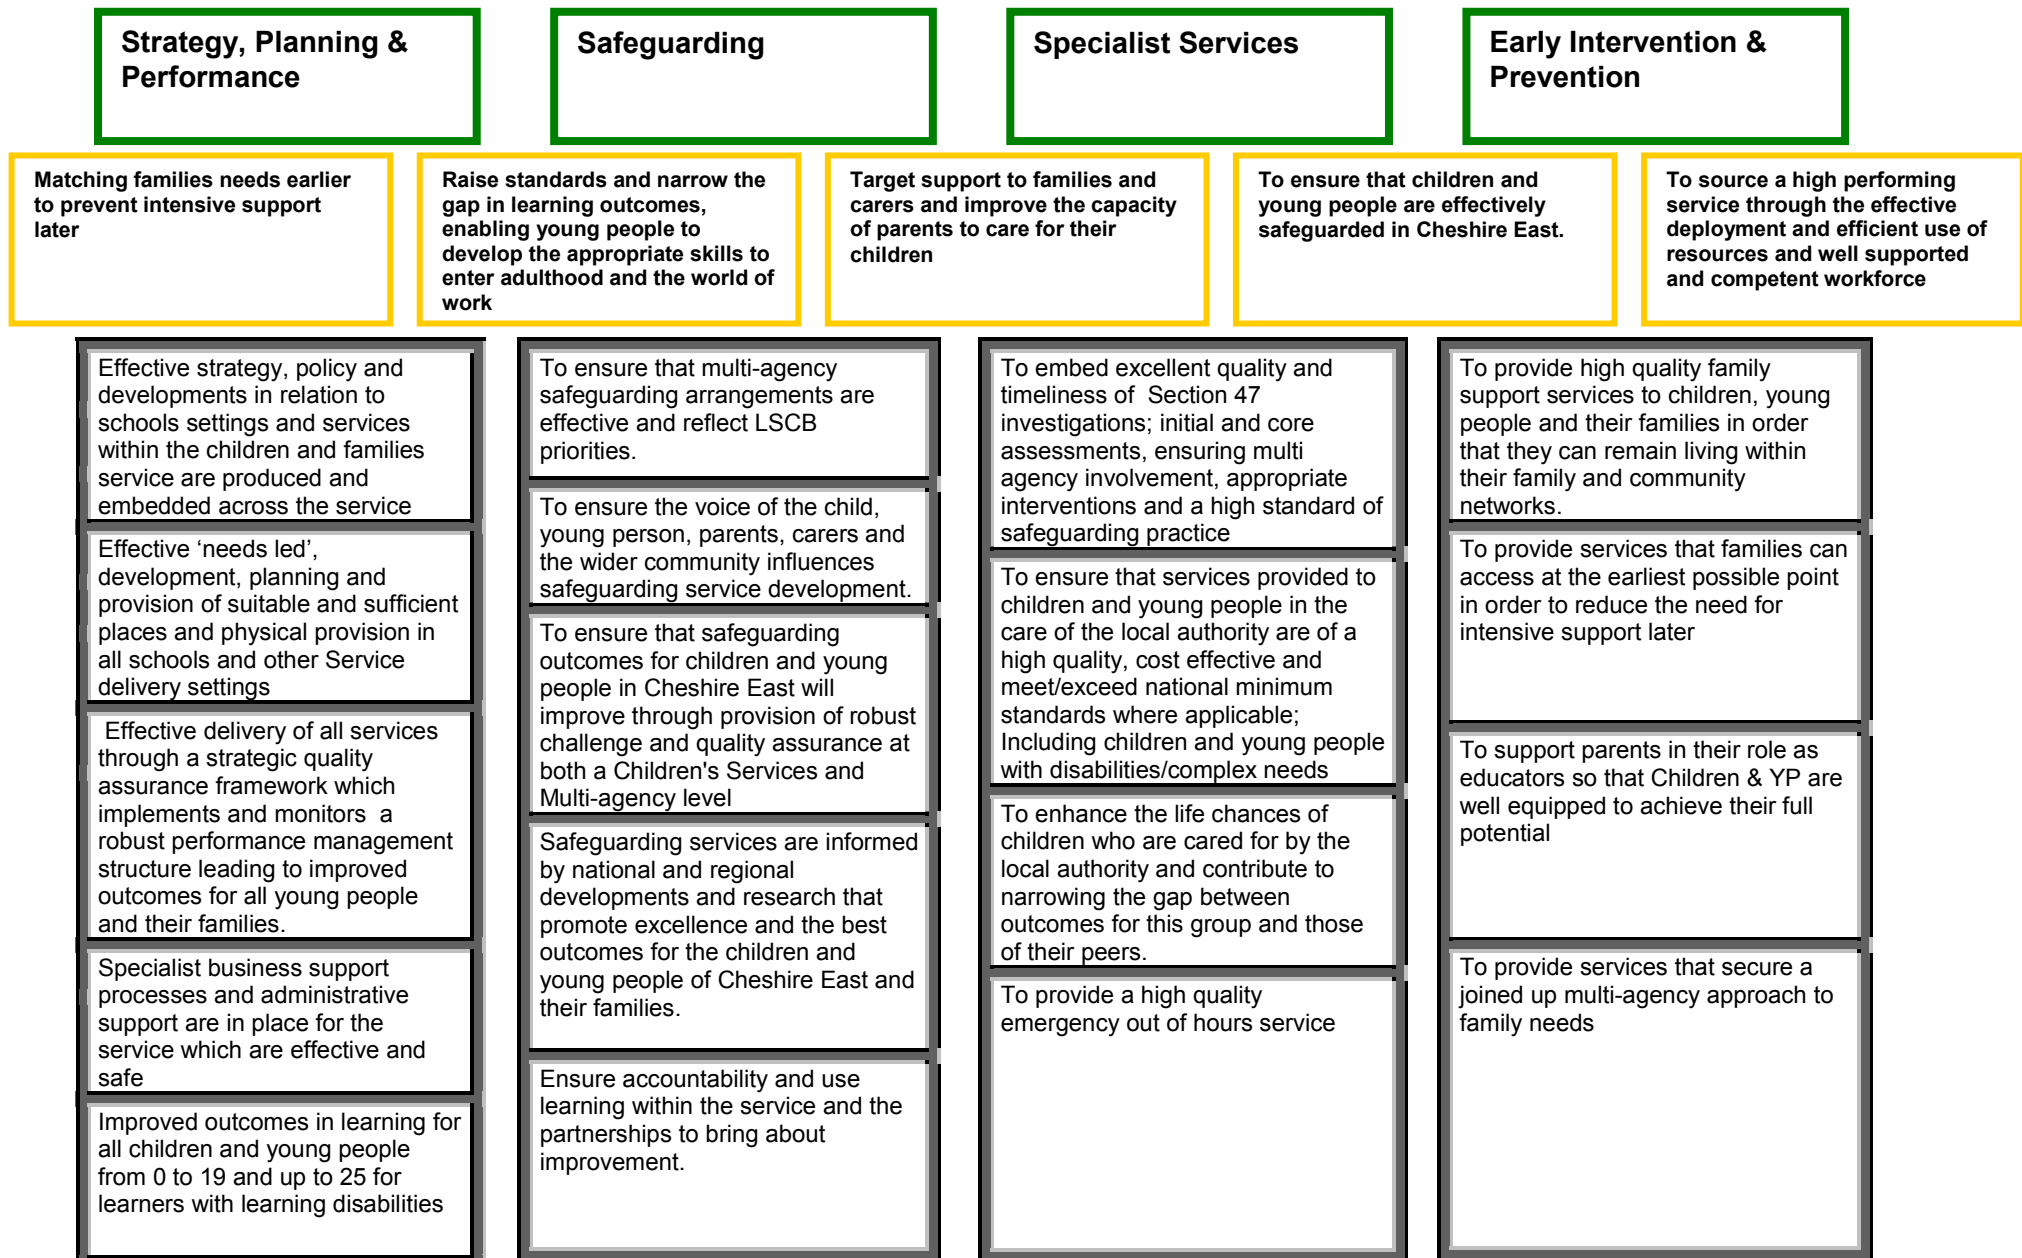 Strategy, Planning &
Performance
Safeguarding
Specialist Services
Early Intervention &
Prevention
Matching families needs earlier
to prevent intensive support
later
Raise standards and narrow the
gap in learning outcomes,
enabling young people to
develop the appropriate skills to
enter adulthood and the world of
work
Target support to families and
carers and improve the capacity
of parents to care for their
children
To ensure that children and
young people are effectively
safeguarded in Cheshire East.
To source a high performing
service through the effective
deployment and efficient use of
resources and well supported
and competent workforce
Effective strategy, policy and
developments in relation to
schools settings and services
within the children and families
service are produced and
embedded across the service
Effective ‘needs led’,
development, planning and
provision of suitable and sufficient
places and physical provision in
all schools and other Service
delivery settings
Effective delivery of all services
through a strategic quality
assurance framework which
implements and monitors  a
robust performance management
structure leading to improved
outcomes for all young people
and their families.
Specialist business support
processes and administrative
support are in place for the
service which are effective and
safe
Improved outcomes in learning for
all children and young people
from 0 to 19 and up to 25 for
learners with learning disabilities
To ensure that multi-agency
safeguarding arrangements are
effective and reflect LSCB
priorities.
To ensure the voice of the child,
young person, parents, carers and
the wider community influences
safeguarding service development.
To ensure that safeguarding
outcomes for children and young
people in Cheshire East will
improve through provision of robust
challenge and quality assurance at
both a Children's Services and
Multi-agency level
Safeguarding services are informed
by national and regional
developments and research that
promote excellence and the best
outcomes for the children and
young people of Cheshire East and
their families.
Ensure accountability and use
learning within the service and the
partnerships to bring about
improvement.
To embed excellent quality and
timeliness of  Section 47
investigations; initial and core
assessments, ensuring multi
agency involvement, appropriate
interventions and a high standard of
safeguarding practice
To ensure that services provided to
children and young people in the
care of the local authority are of a
high quality, cost effective and
meet/exceed national minimum
standards where applicable;
Including children and young people
with disabilities/complex needs
To enhance the life chances of
children who are cared for by the
local authority and contribute to
narrowing the gap between
outcomes for this group and those
of their peers.
To provide a high quality
emergency out of hours service
To provide high quality family
support services to children, young
people and their families in order
that they can remain living within
their family and community
networks.
To provide services that families can
access at the earliest possible point
in order to reduce the need for
intensive support later
To support parents in their role as
educators so that Children & YP are
well equipped to achieve their full
potential
To provide services that secure a
joined up multi-agency approach to
family needs